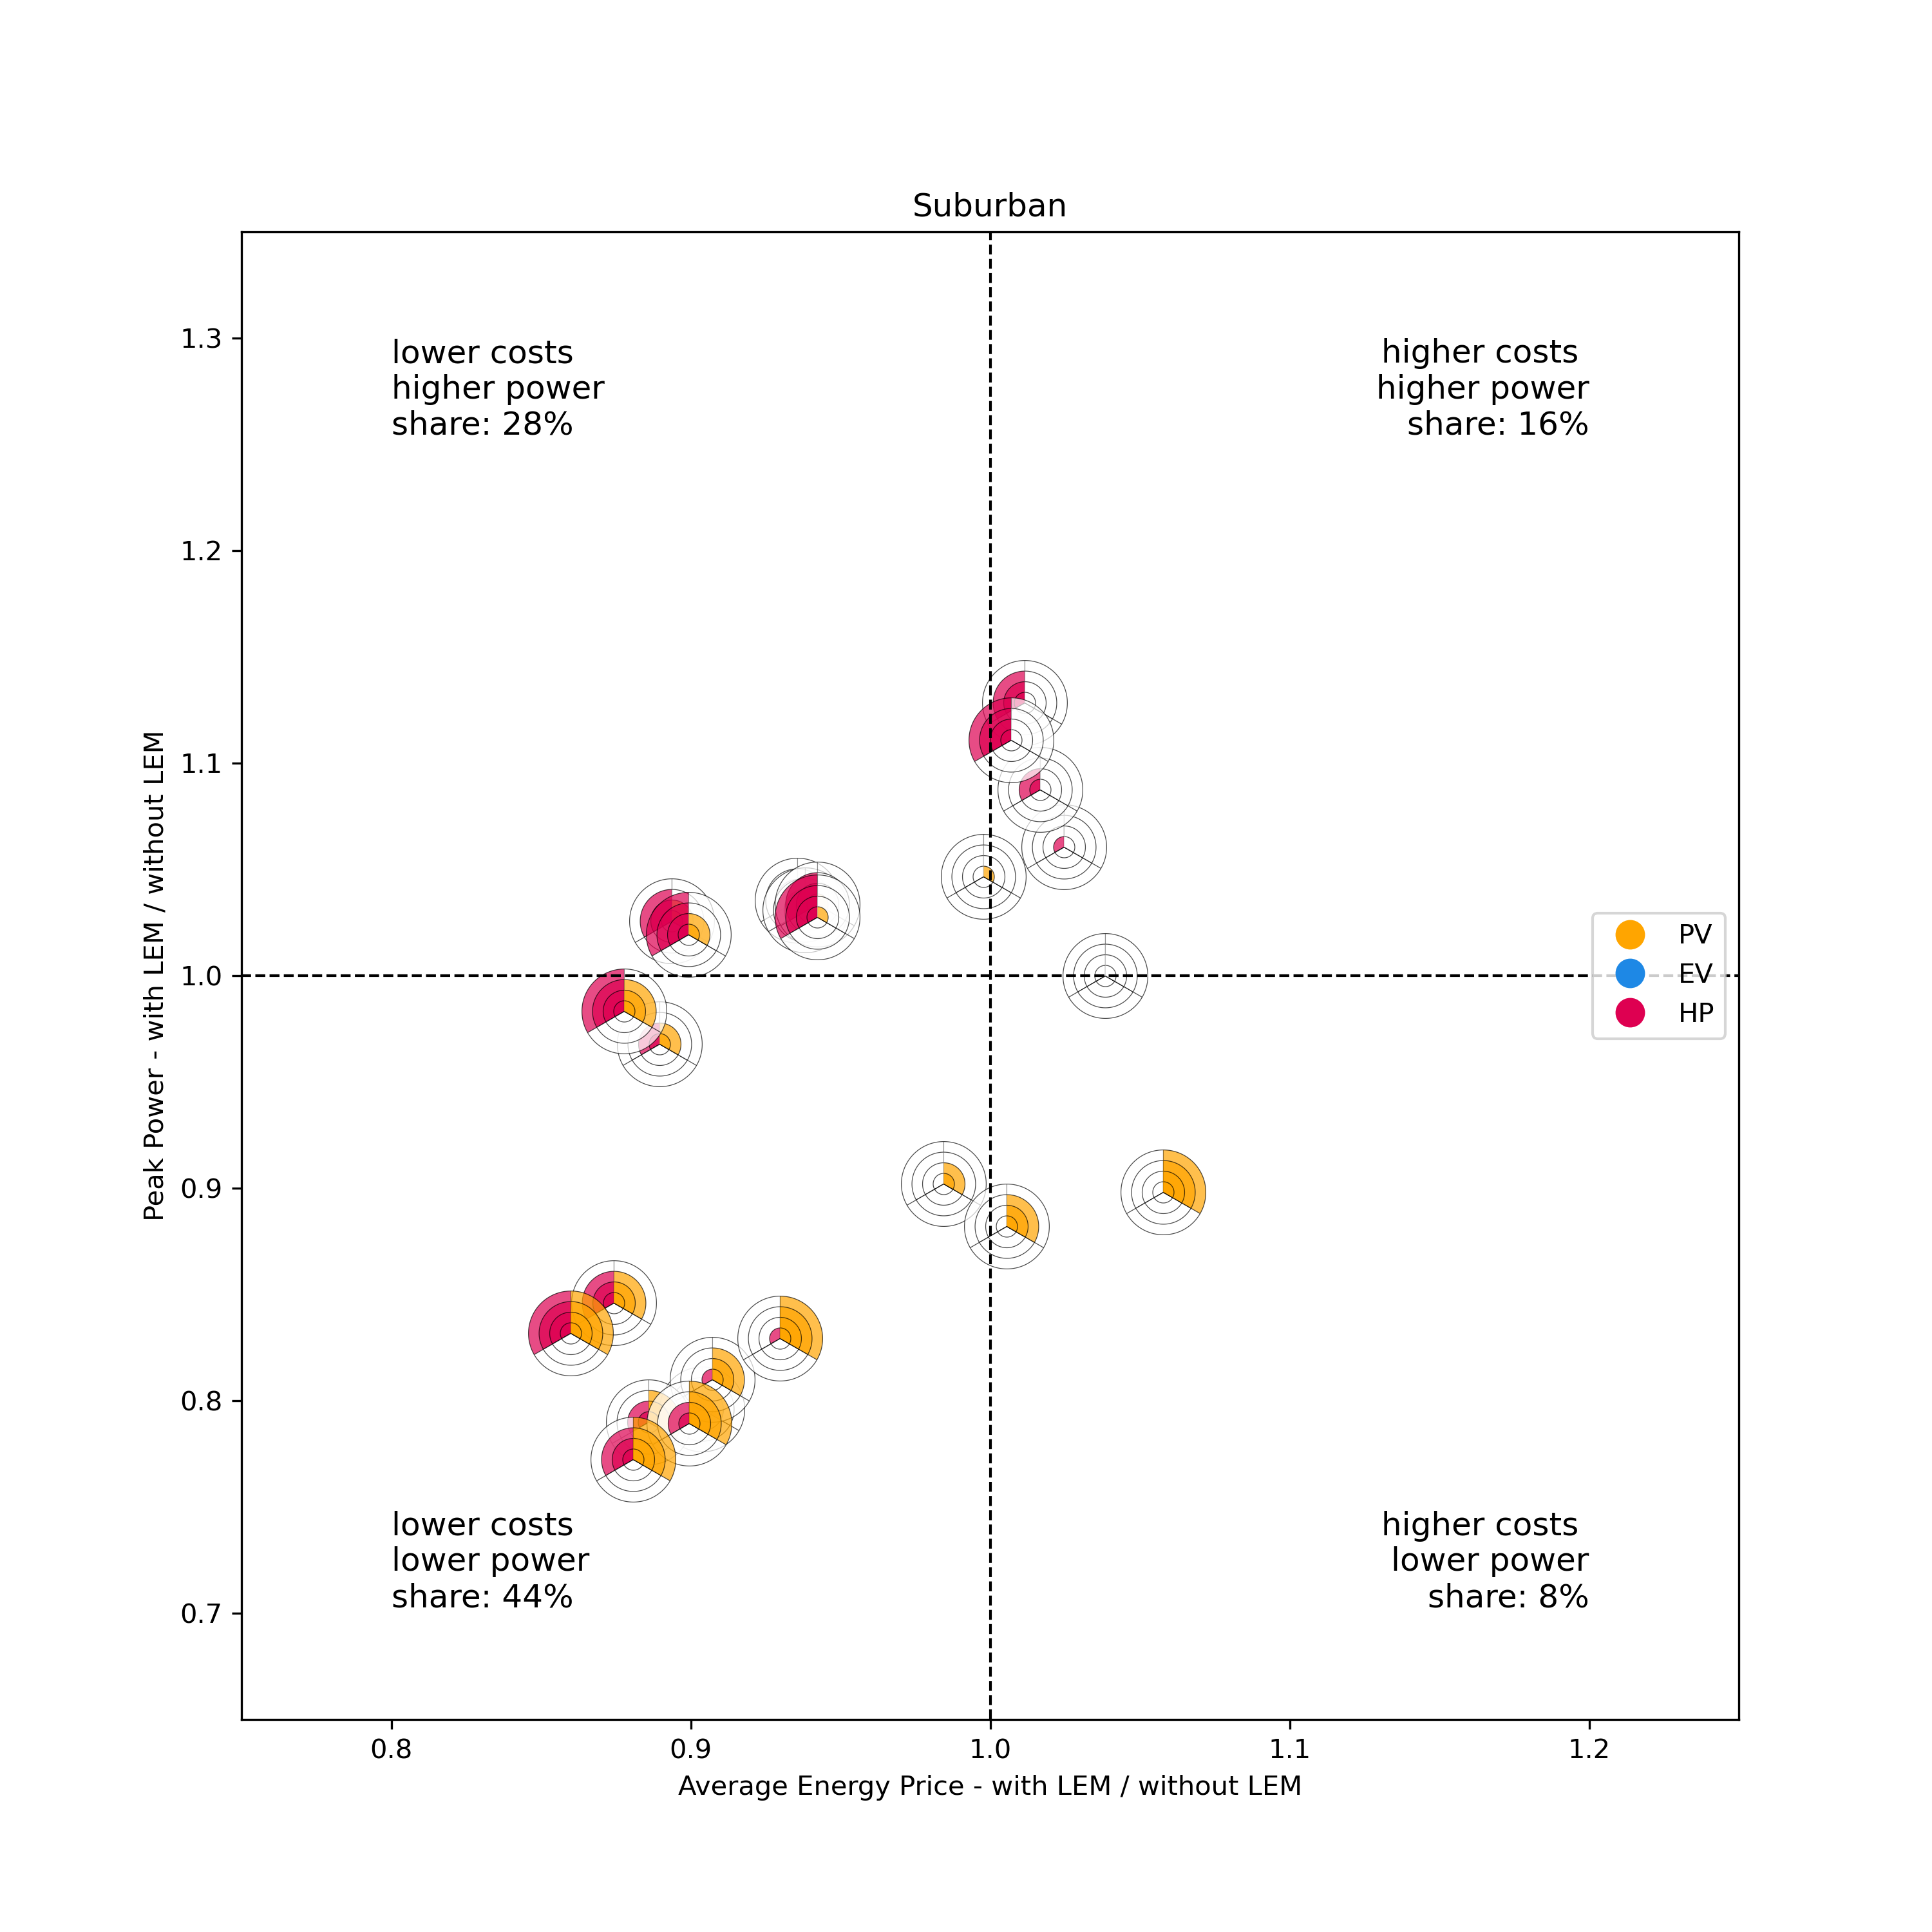 Suburban
lower costs
higher power
share: 28%
higher costs
higher power
share: 16%
1.3
1.2
1.1
1.0
0.9
0.8
0.7
Peak Power - with LEM / without LEM
PV
EV
HP
lower costs
lower power
share: 44%
higher costs
lower power
share: 8%
0.8
0.9
1.0
1.1
1.2
Average Energy Price - with LEM / without LEM